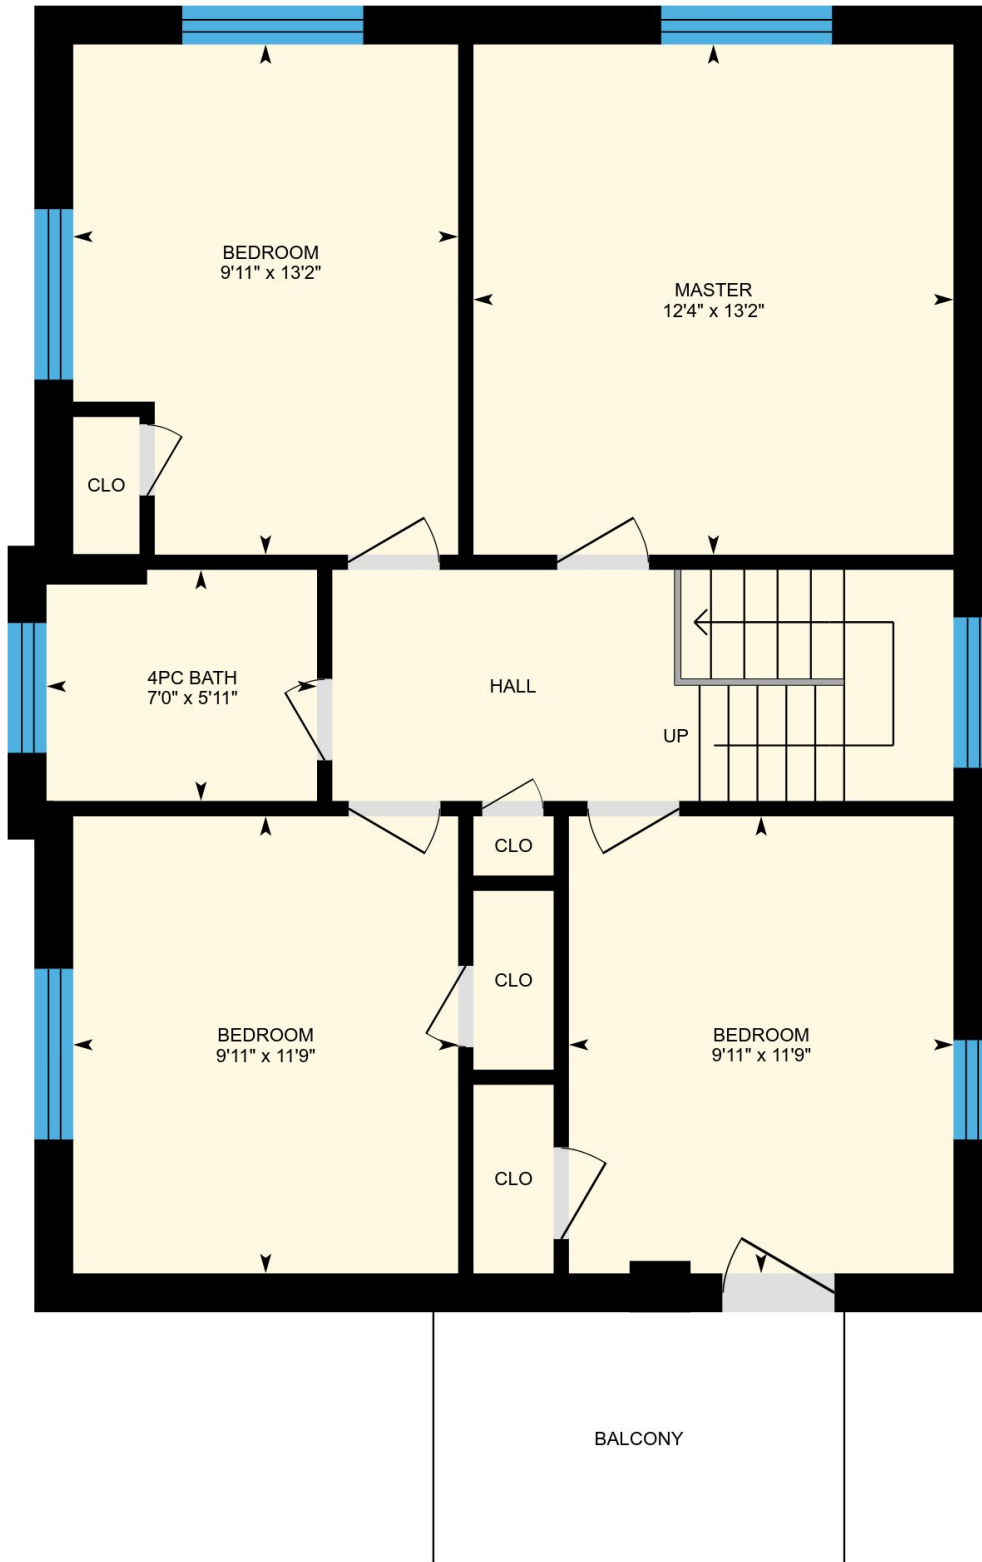 BEDROOM
9'11" x 13'2"
MASTER
12'4" x 13'2"
CLO
4PC BATH
7'0" x 5'11"
HALL
UP
CLO
CLO
BEDROOM
9'11" x 11'9"
BEDROOM
9'11" x 11'9"
CLO
BALCONY